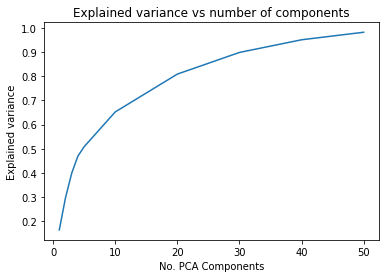 Explained variance vs number of components
1.0
0.9
0.8
0.7
0.6
0.5
0.4
0.3
0.2
Explained variance
0 10 20 30 40 50
No. PCA Components